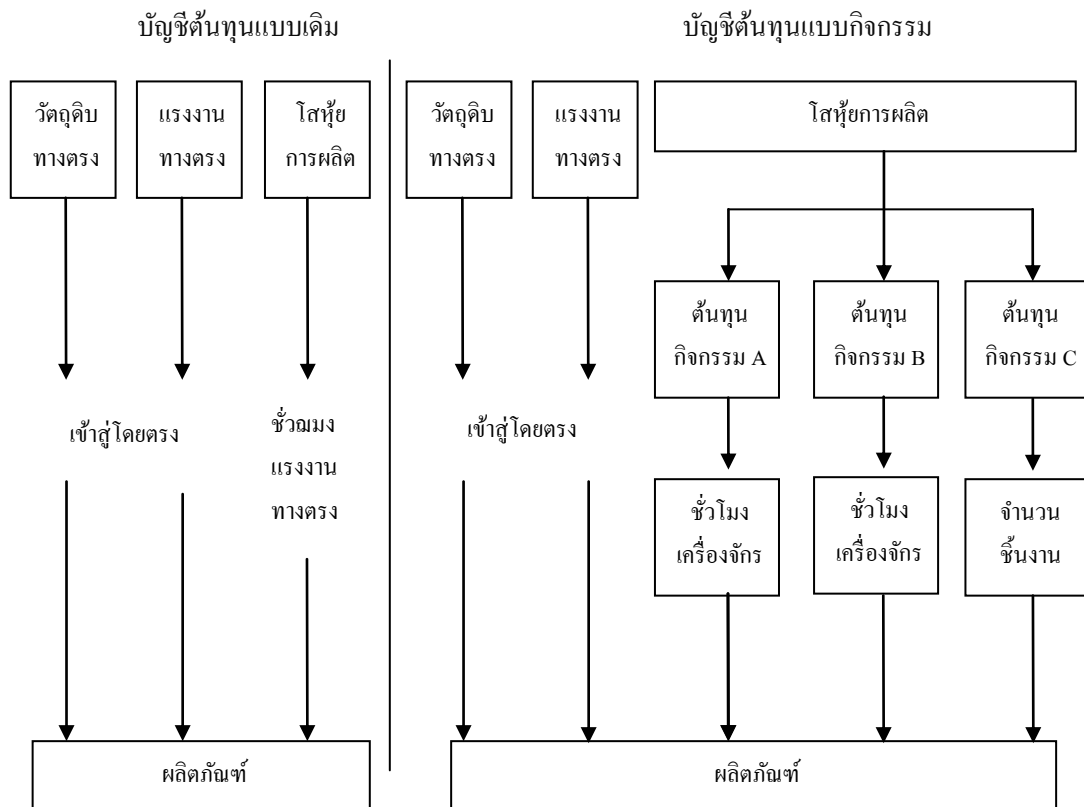 บัญชีต้นทุนแบบเดิม
วัตถุดิบ
ทางตรง
แรงงาน
ทางตรง
โสหุ้ย
การผลิต
เข้าสู่โดยตรง
ชั่วฌมง
แรงงาน
ทางตรง
ผลิตภัณฑ์
บัญชีต้นทุนแบบกิจกรรม
วัตถุดิบ
ทางตรง
แรงงาน
ทางตรง
โสหุ้ยการผลิต
ต้นทุน
กิจกรรม A
ต้นทุน
กิจกรรม B
ต้นทุน
กิจกรรม C
เข้าสู่โดยตรง
ชั่วโมง
เครื่องจักร
ชั่วโมง
เครื่องจักร
จำนวน
ชิ้นงาน
ผลิตภัณฑ์